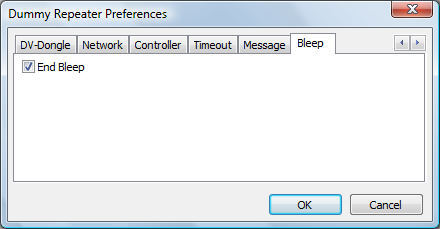 Dummy Repeater Preferences
DV-Dongle Network Controller Timeout Message Bleep
End Bleep
OK Cancel